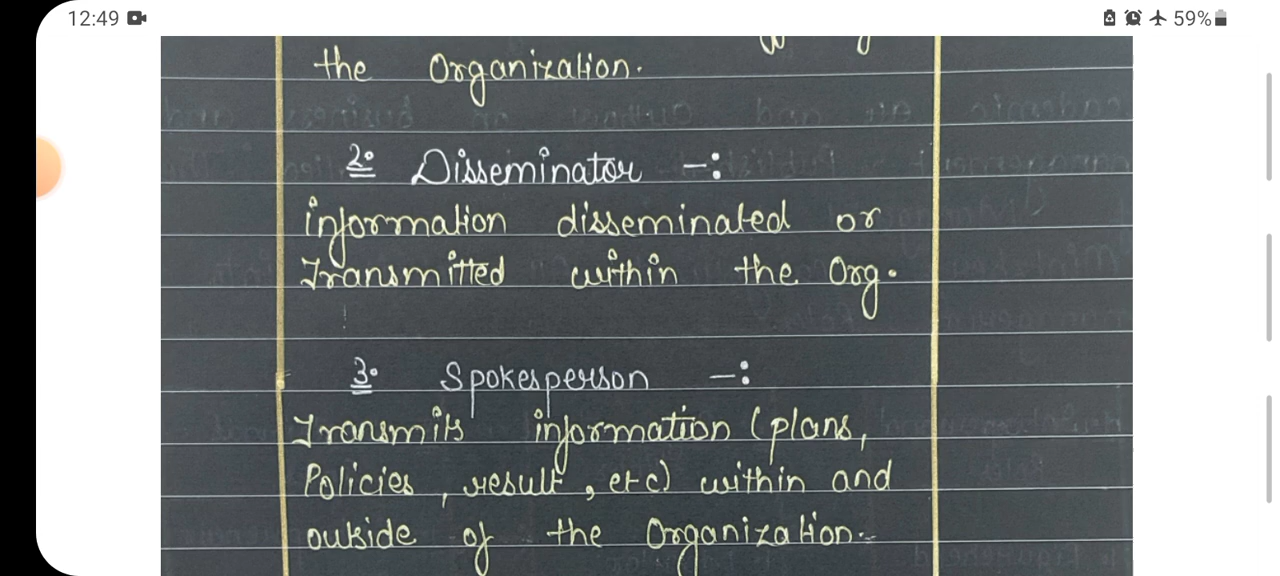 12:49
59%
the Organization.
2. Disseminator -:
information disseminated or
Transmitted within the Org.
3. Spokesperson -:
Transmits information (plans,
Policies, result, etc) within and
outside of the Organization.